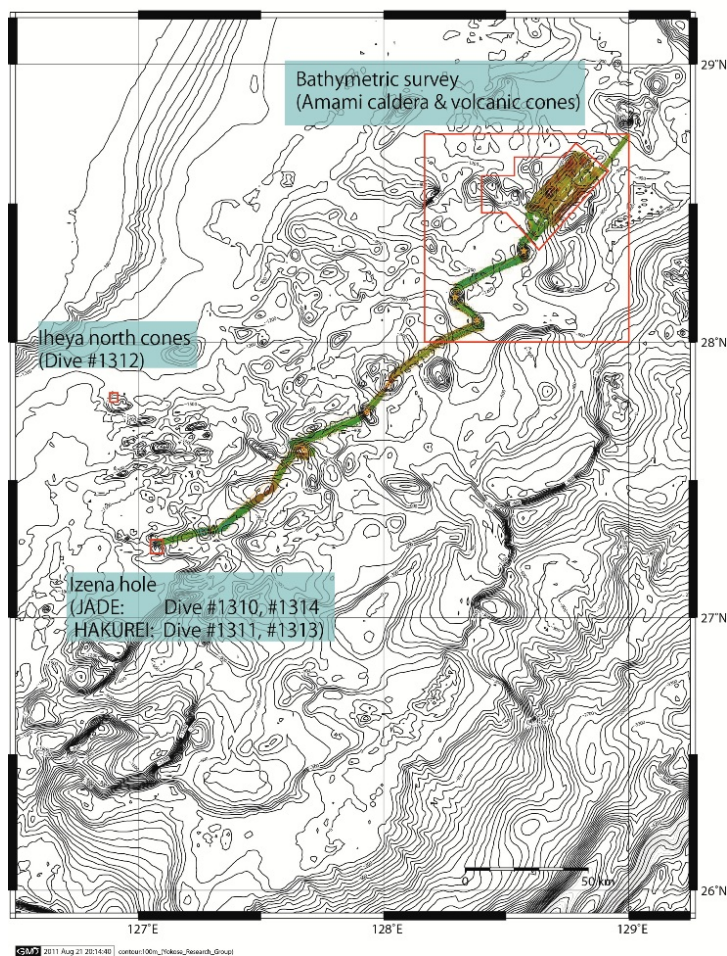 Bathymetric survey
(Amami caldera & volcanic cones)
29°N
Iheya north cones
(Dive #1312)
28°N
Izena hole
(JADE: Dive #1310, #1314
HAKUREI: Dive #1311, #1313)
27°N
0 50 km
26°N
127°E 128°E 129°E
GMT 2011 Aug 21 20:14:40 contour:100m_(Yokose_Research_Group)